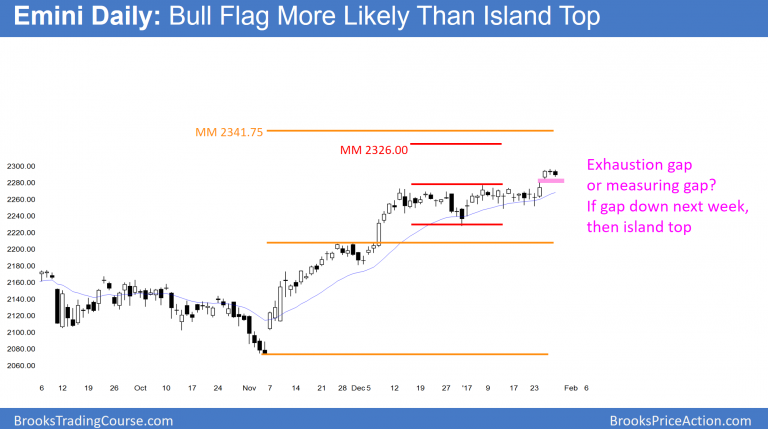 Emini Daily: Bull Flag More Likely Than Island Top
MM 2341.75
MM 2326.00
Exhaustion gap
or measuring gap?
If gap down next week,
then island top
2300.00
2280.00
2260.00
2240.00
2220.00
2200.00
2180.00
2160.00
2140.00
2120.00
2100.00
2080.00
2060.00
6 12 19 26 Oct 10 17 24 Nov 7 14 21 28 Dec 5 12 19 27 '17 9 17 23 Feb 6
BrooksTradingCourse.com BrooksPriceAction.com